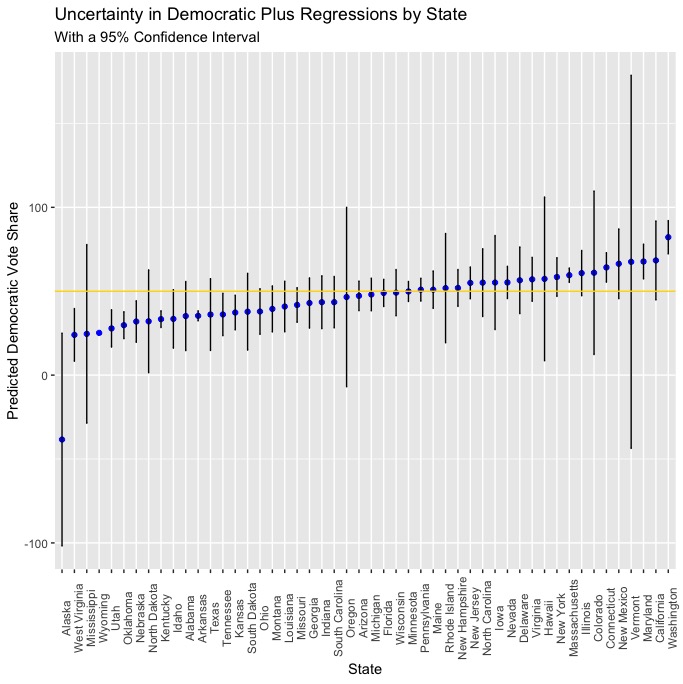 Uncertainty in Democratic Plus Regressions by State
With a 95% Confidence Interval
Predicted Democratic Vote Share
100
0
-100
Alaska
West Virginia
Mississippi
Wyoming
Utah
Oklahoma
Nebraska
North Dakota
Kentucky
Idaho
Alabama
Arkansas
Texas
Tennessee
Kansas
South Dakota
Ohio
Montana
Louisiana
Missouri
Georgia
Indiana
South Carolina
Oregon
Arizona
Michigan
Florida
Wisconsin
Minnesota
Pennsylvania
Maine
Rhode Island
New Hampshire
New Jersey
North Carolina
Iowa
Nevada
Delaware
Virginia
Hawaii
New York
Massachusetts
Illinois
Colorado
Connecticut
New Mexico
Vermont
Maryland
California
Washington
State